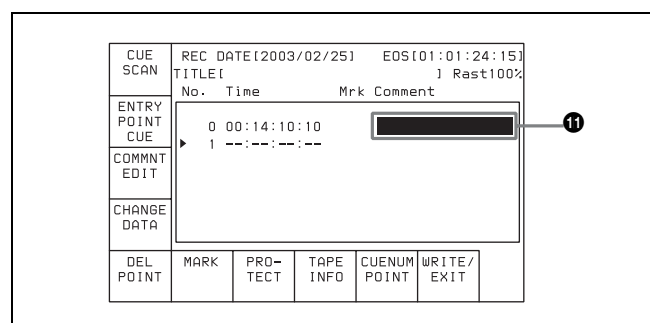 CUE
SCAN
REC DATE[2003/02/25] EOS[01:01:24:15]
TITLE[ ] Rast100%
No. Time Mrk Comment
ENTRY
POINT
CUE
0 00:14:10:10
1 --:--:--:--
⓫
COMMNT
EDIT
CHANGE
DATA
DEL
POINT
MARK
PRO–
TECT
TAPE
INFO
CUENUM
POINT
WRITE/
EXIT